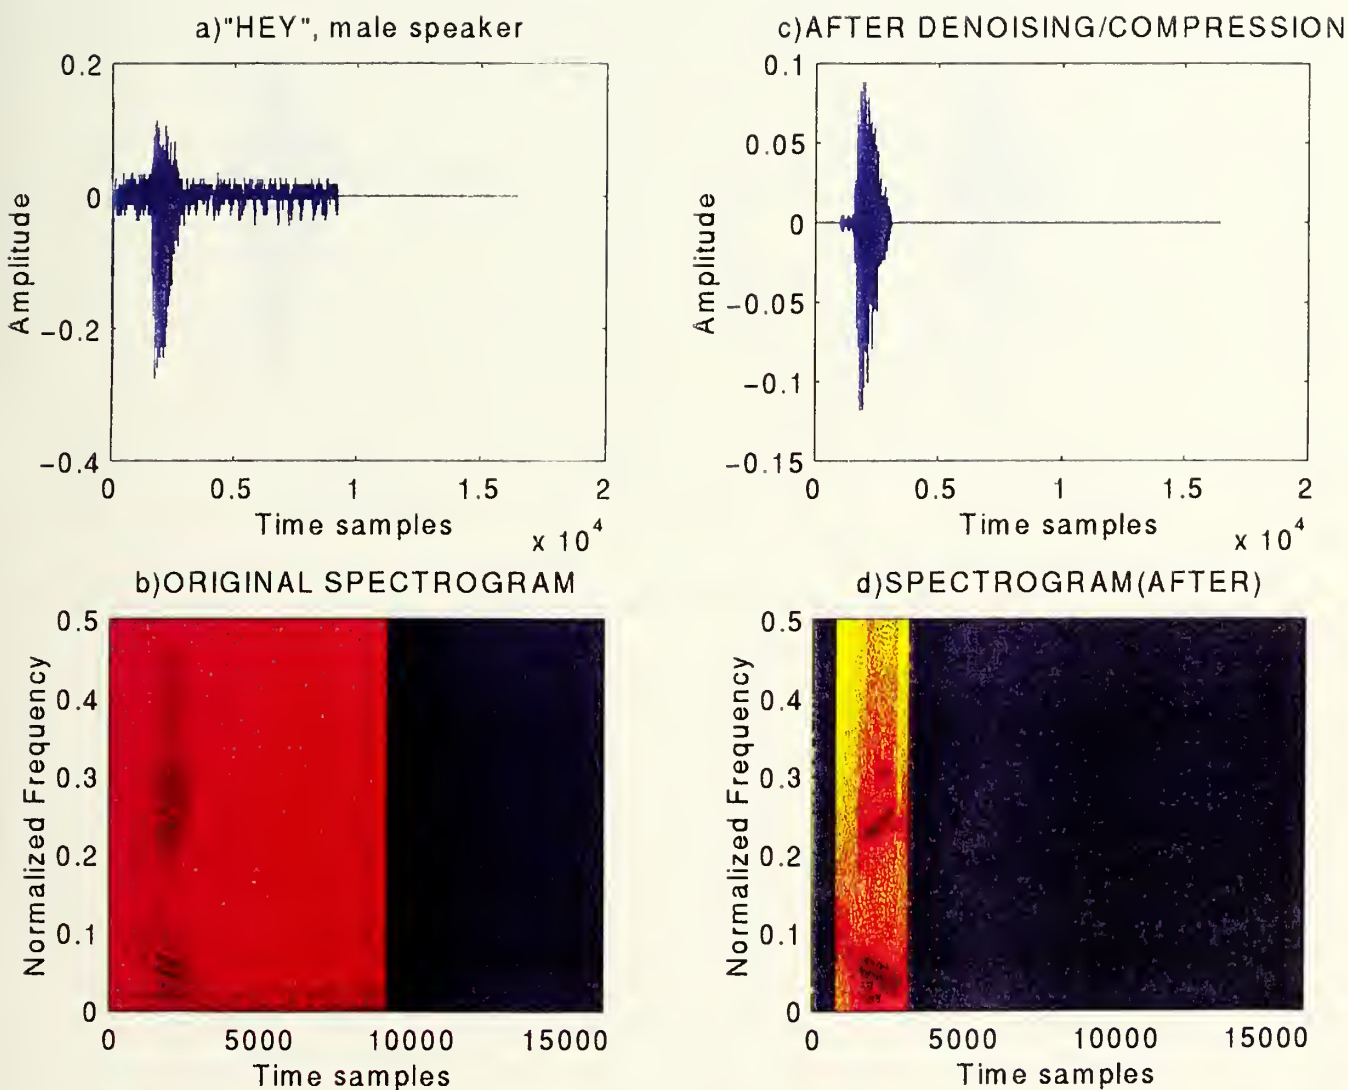 a)"HEY", male speaker
0.2
0
−0.2
−0.4
Amplitude
0 0.5 1 1.5 2
Time samples
x 10^4
c)AFTER DENOISING/COMPRESSION
0.1
0.05
0
−0.05
−0.1
−0.15
Amplitude
0 0.5 1 1.5 2
Time samples
x 10^4
b)ORIGINAL SPECTROGRAM
0.5
0.4
0.3
0.2
0.1
0
Normalized Frequency
0 5000 10000 15000
Time samples
d)SPECTROGRAM(AFTER)
0.5
0.4
0.3
0.2
0.1
0
Normalized Frequency
0 5000 10000 15000
Time samples